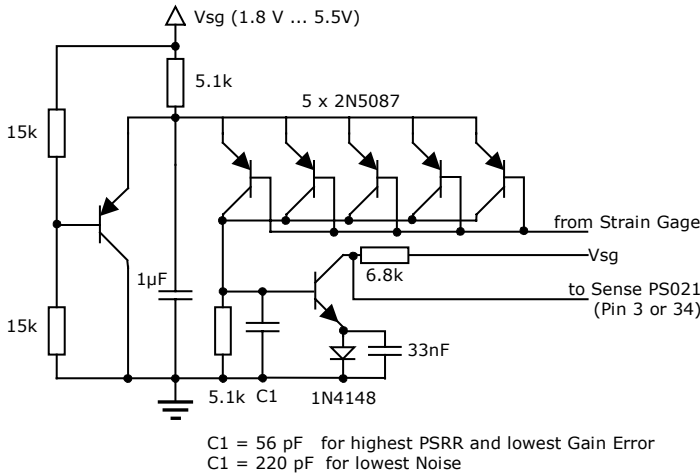 Vsg (1.8 V ... 5.5V)
5.1k
5 x 2N5087
15k
from Strain Gage
Vsg
6.8k
1µF
to Sense PS021
(Pin 3 or 34)
15k
33nF
5.1k
C1
1N4148
C1 = 56 pF for highest PSRR and lowest Gain Error
C1 = 220 pF for lowest Noise